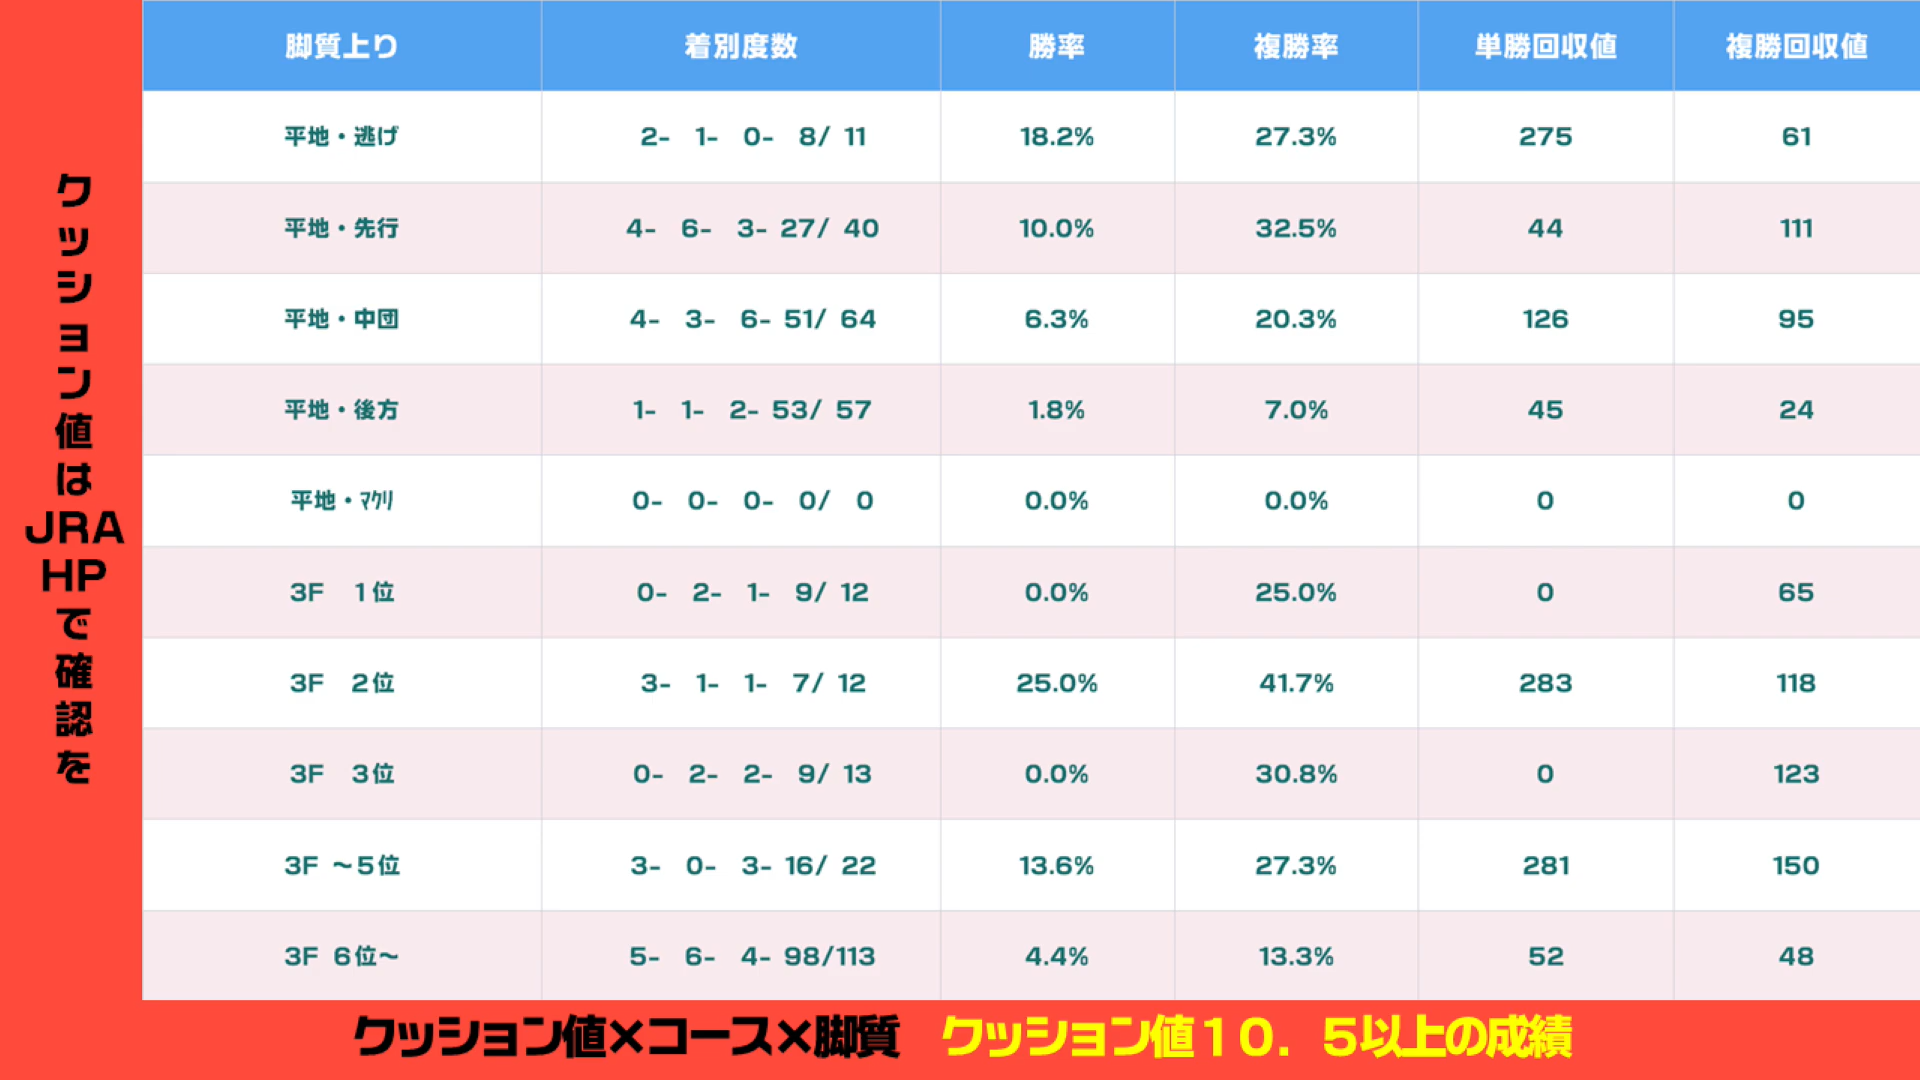 クッション値はJRAHPで確認を
脚質上り 着別度数 勝率 複勝率 単勝回収値 複勝回収値
平地・逃げ 2- 1- 0- 8/ 11 18.2% 27.3% 275 61
平地・先行 4- 6- 3- 27/ 40 10.0% 32.5% 44 111
平地・中団 4- 3- 6- 51/ 64 6.3% 20.3% 126 95
平地・後方 1- 1- 2- 53/ 57 1.8% 7.0% 45 24
平地・ﾏｸﾘ 0- 0- 0- 0/ 0 0.0% 0.0% 0 0
3F 1位 0- 2- 1- 9/ 12 0.0% 25.0% 0 65
3F 2位 3- 1- 1- 7/ 12 25.0% 41.7% 283 118
3F 3位 0- 2- 2- 9/ 13 0.0% 30.8% 0 123
3F ～5位 3- 0- 3- 16/ 22 13.6% 27.3% 281 150
3F 6位～ 5- 6- 4- 98/113 4.4% 13.3% 52 48
クッション値×コース×脚質 クッション値１０．５以上の成績